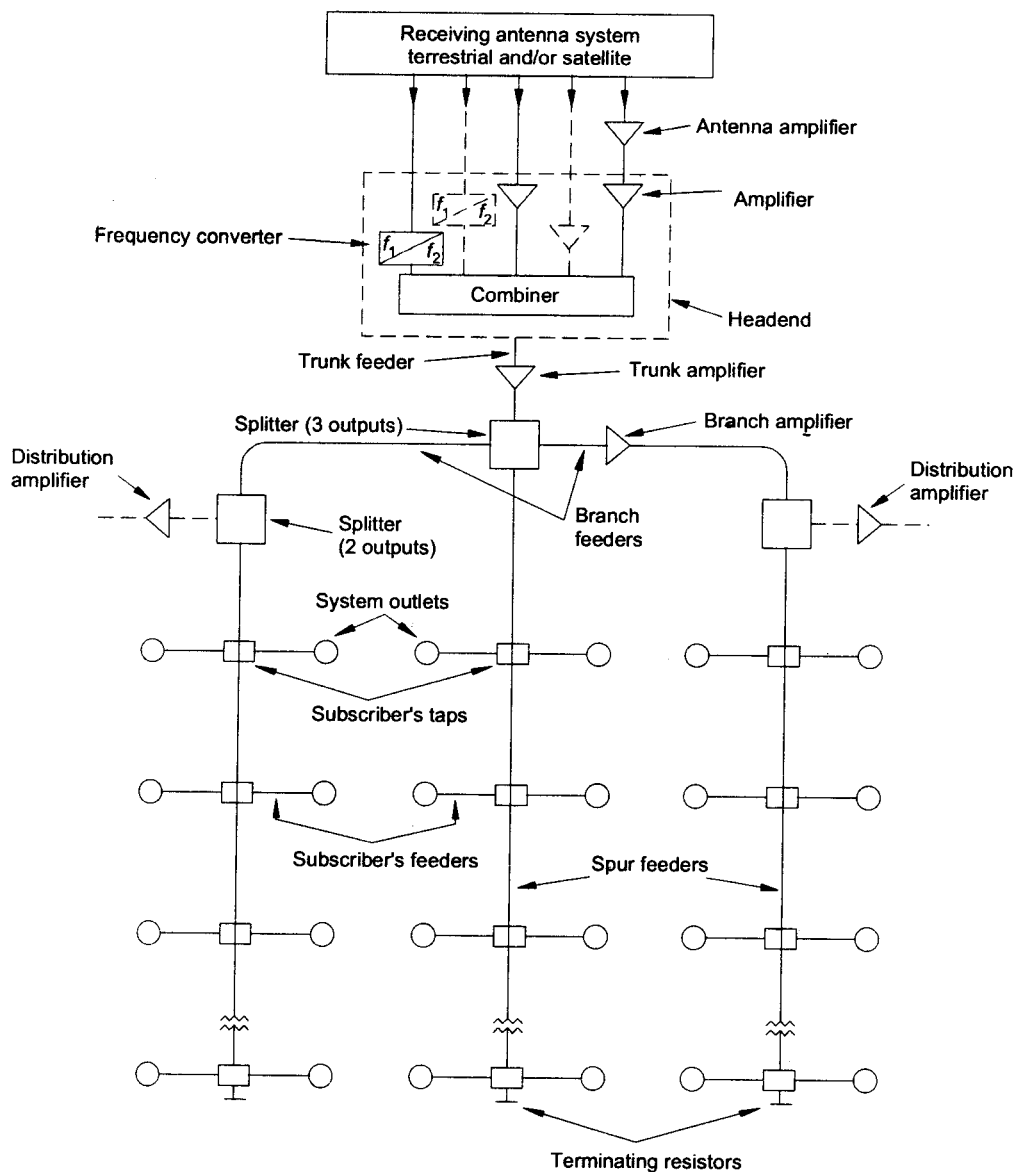 Receiving antenna system
terrestrial and/or satellite
Antenna amplifier
Amplifier
f1 f2
Frequency converter
f1 f2
Combiner
Headend
Trunk feeder
Trunk amplifier
Splitter (3 outputs)
Branch amplifier
Distribution
amplifier
Distribution
amplifier
Splitter
(2 outputs)
Branch
feeders
System outlets
Subscriber's taps
Subscriber's feeders
Spur feeders
Terminating resistors